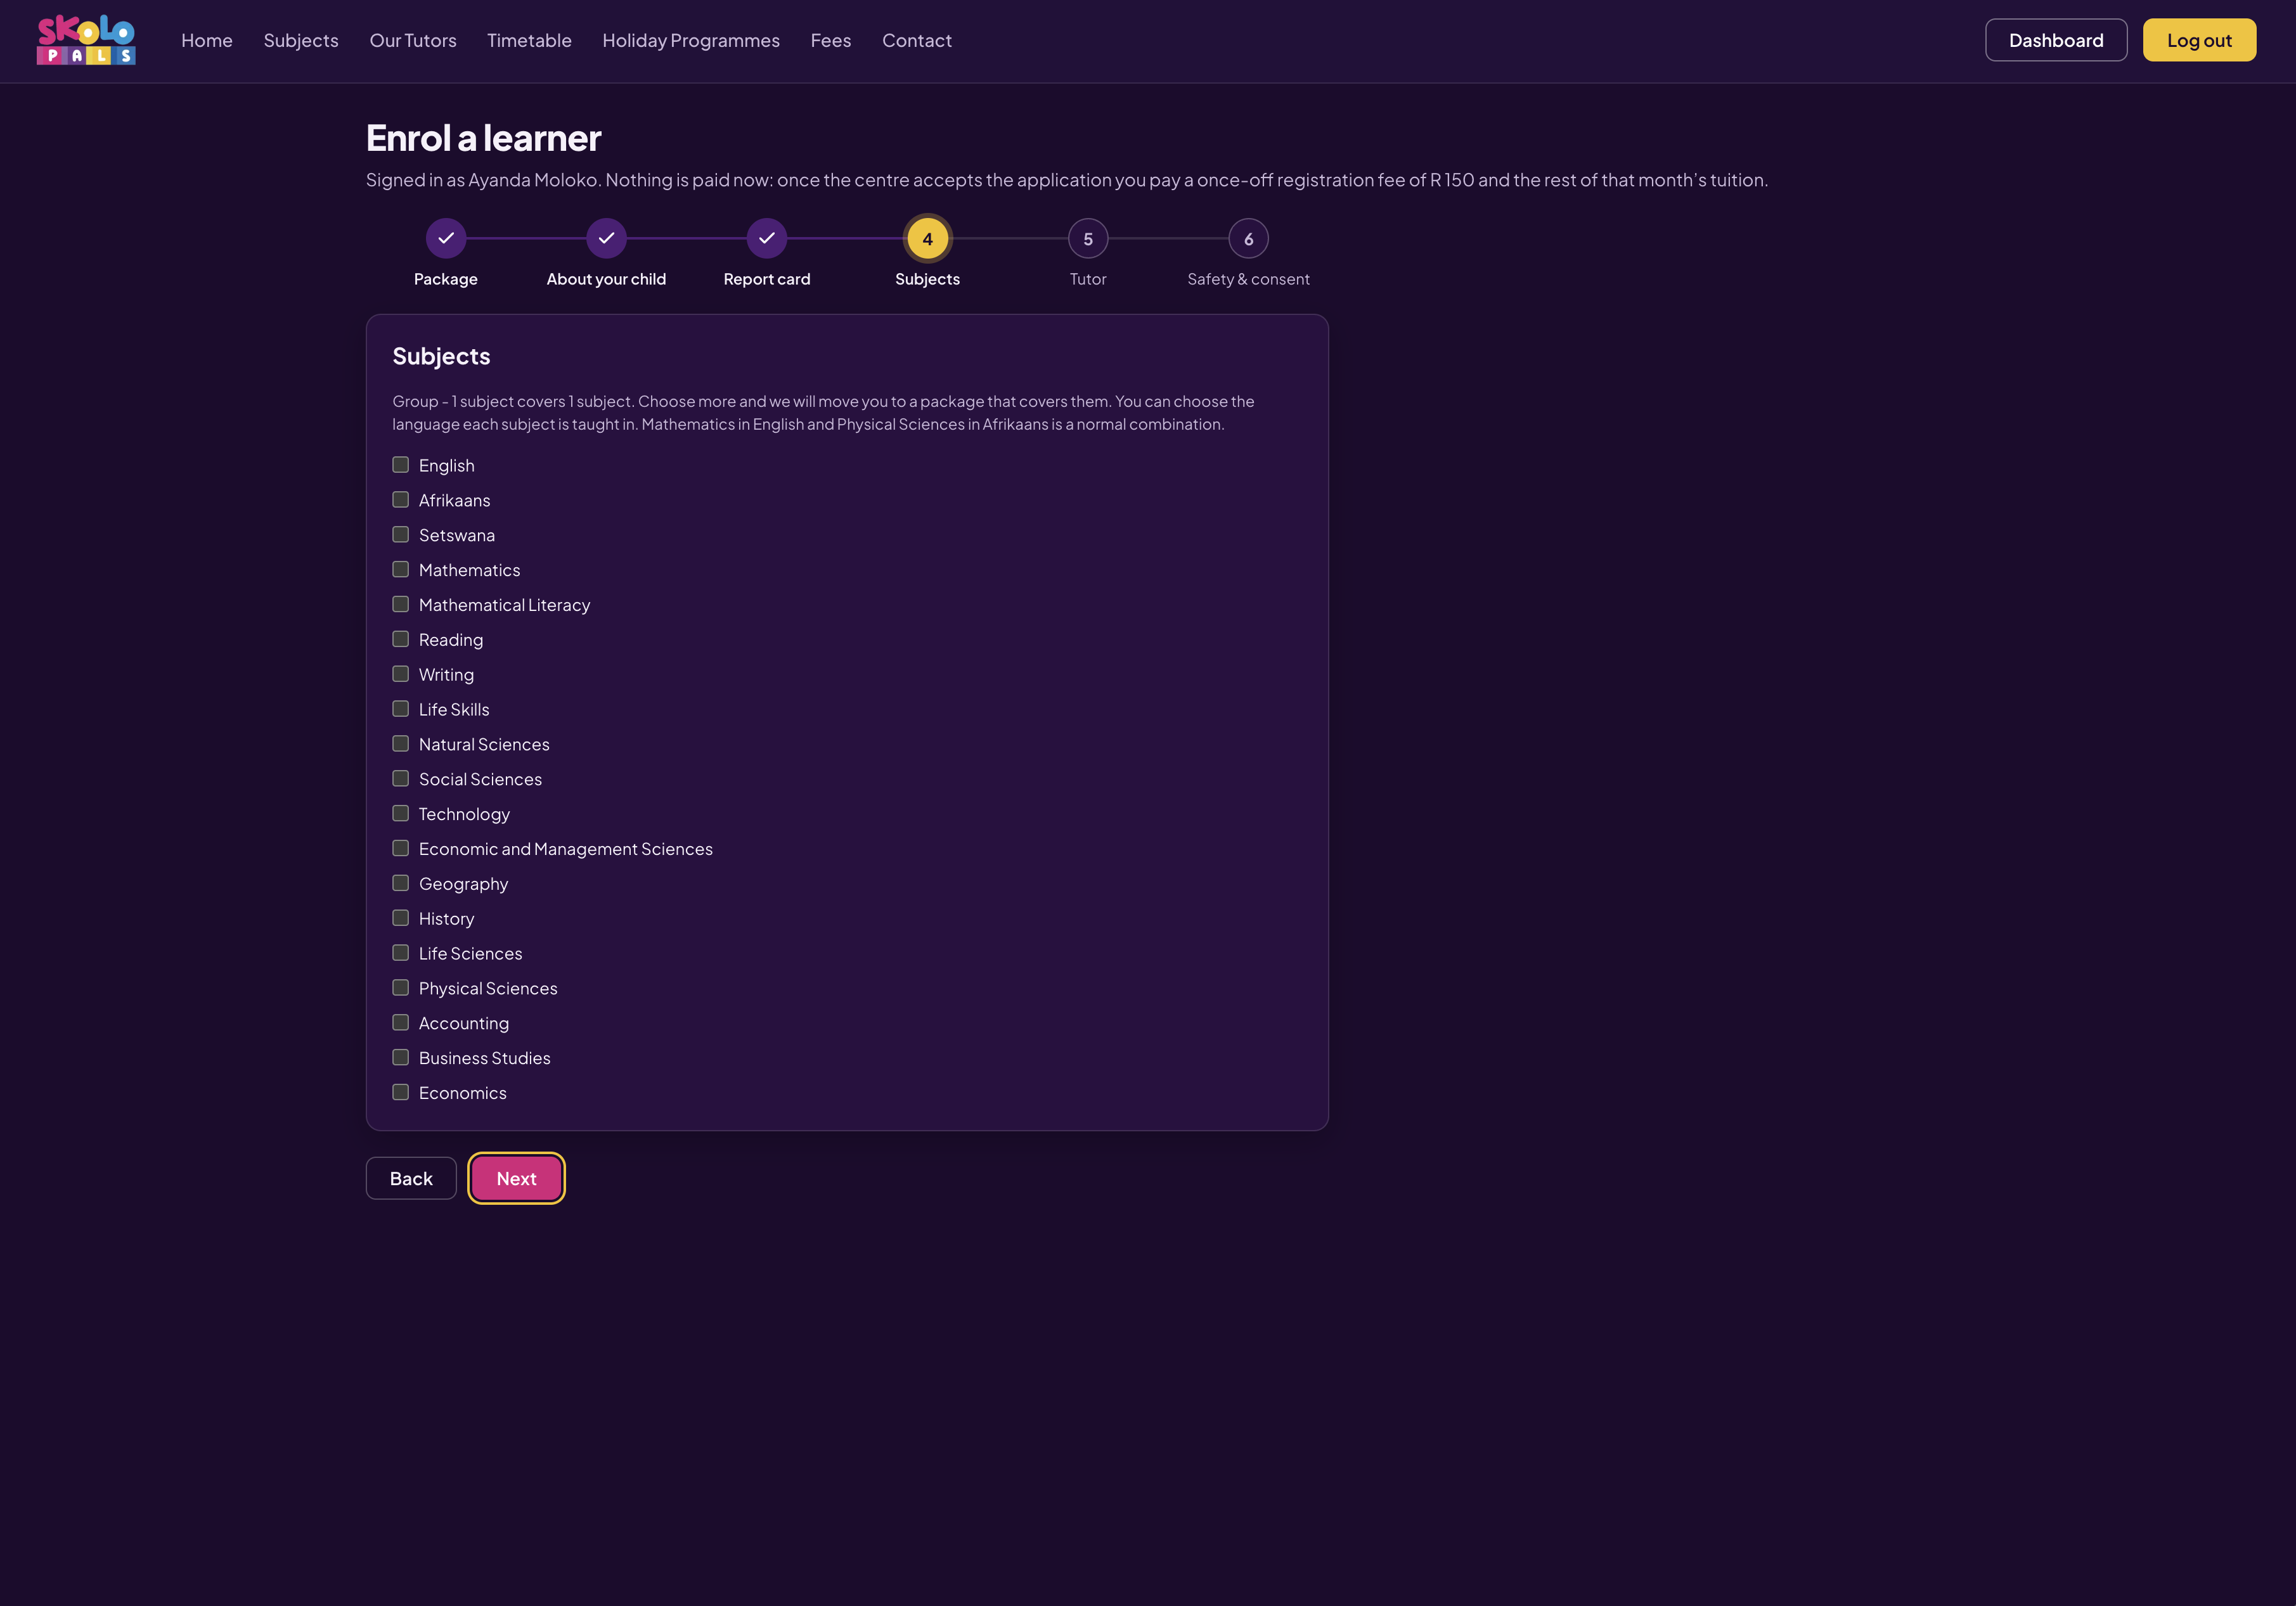 SKOLO
PALS
Home
Subjects
Our Tutors
Timetable
Holiday Programmes
Fees
Contact
Dashboard
Log out
Enrol a learner
Signed in as Ayanda Moloko. Nothing is paid now: once the centre accepts the application you pay a once-off registration fee of R 150 and the rest of that month’s tuition.
4
5
6
Package
About your child
Report card
Subjects
Tutor
Safety & consent
Subjects
Group - 1 subject covers 1 subject. Choose more and we will move you to a package that covers them. You can choose the
language each subject is taught in. Mathematics in English and Physical Sciences in Afrikaans is a normal combination.
English
Afrikaans
Setswana
Mathematics
Mathematical Literacy
Reading
Writing
Life Skills
Natural Sciences
Social Sciences
Technology
Economic and Management Sciences
Geography
History
Life Sciences
Physical Sciences
Accounting
Business Studies
Economics
Back
Next